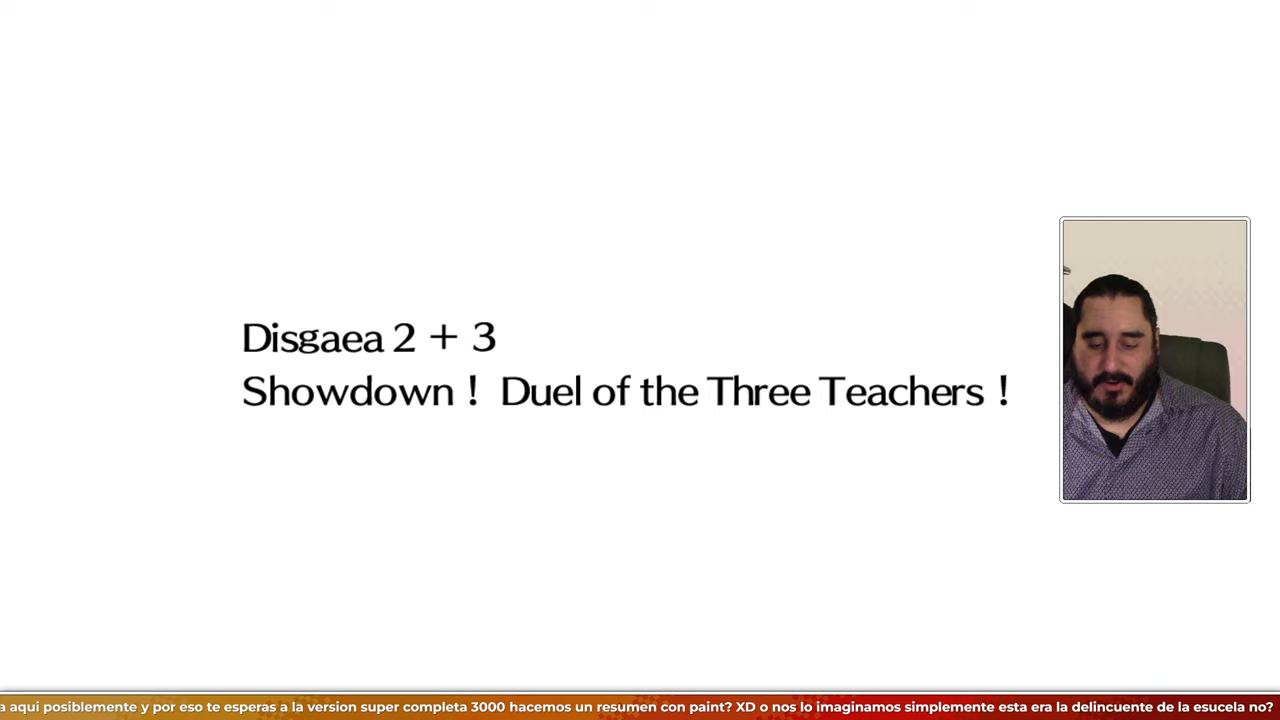 Disgaea 2 + 3
Showdown！ Duel of the Three Teachers！
a aqui posiblemente y por eso te esperas a la version super completa 3000 hacemos un resumen con paint? XD o nos lo imaginamos simplemente esta era la delincuente de la esucela no?